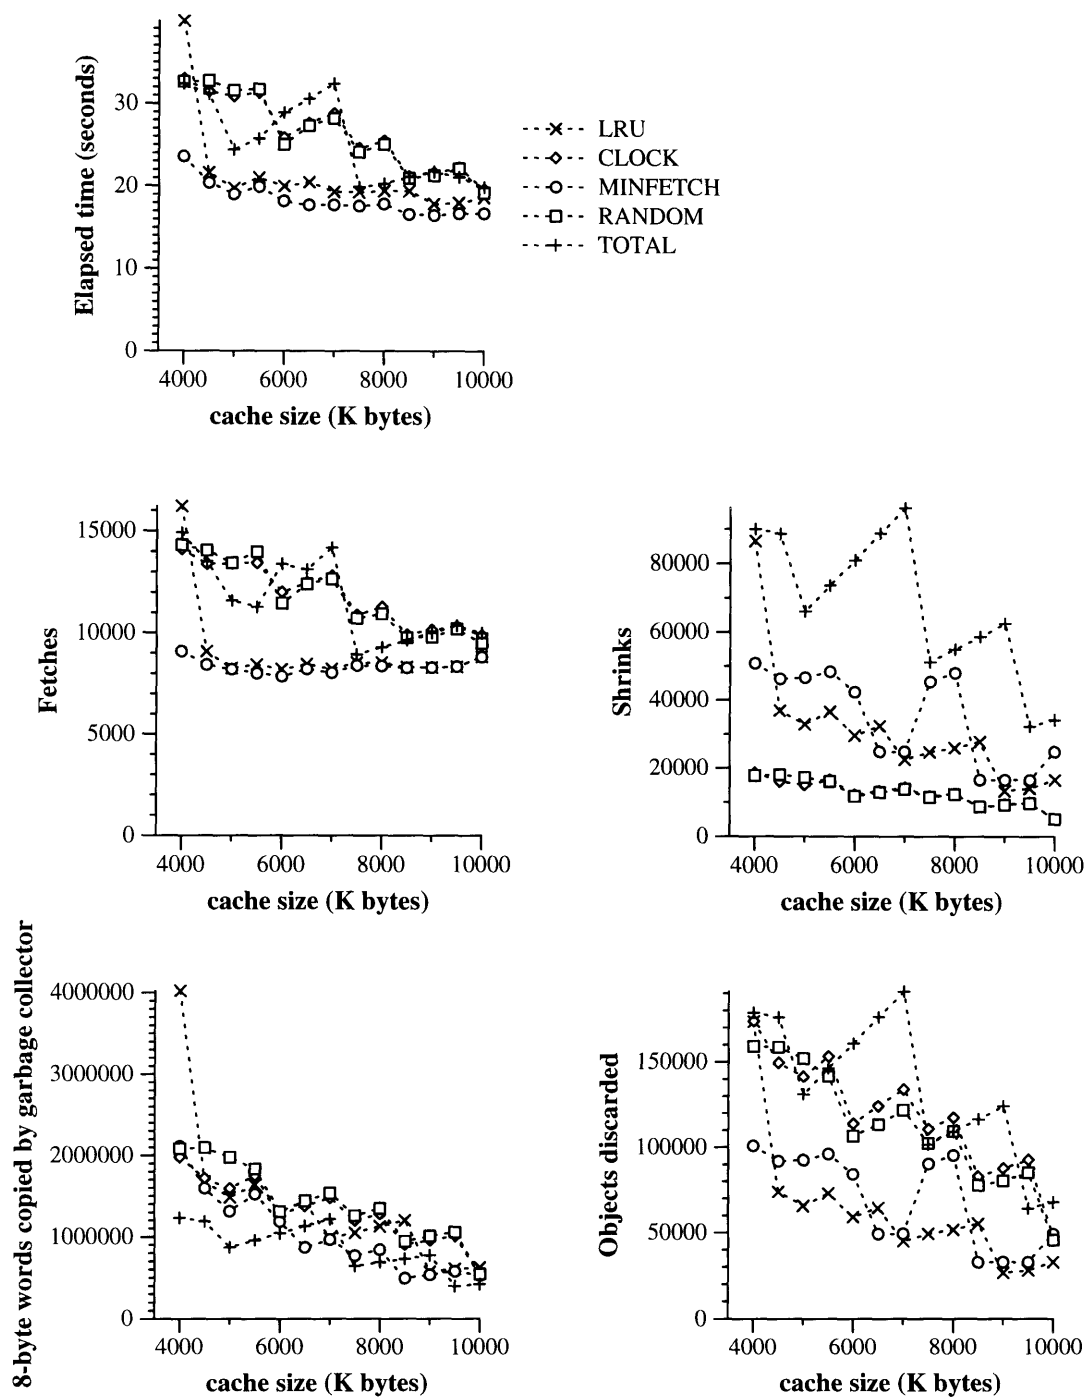 Elapsed time (seconds)
30
20
10
0
4000 6000 8000 10000
cache size (K bytes)
LRU
CLOCK
MINFETCH
RANDOM
TOTAL
Fetches
15000
10000
5000
0
4000 6000 8000 10000
cache size (K bytes)
Shrinks
80000
60000
40000
20000
0
4000 6000 8000 10000
cache size (K bytes)
8-byte words copied by garbage collector
4000000
3000000
2000000
1000000
0
4000 6000 8000 10000
cache size (K bytes)
Objects discarded
150000
100000
50000
0
4000 6000 8000 10000
cache size (K bytes)